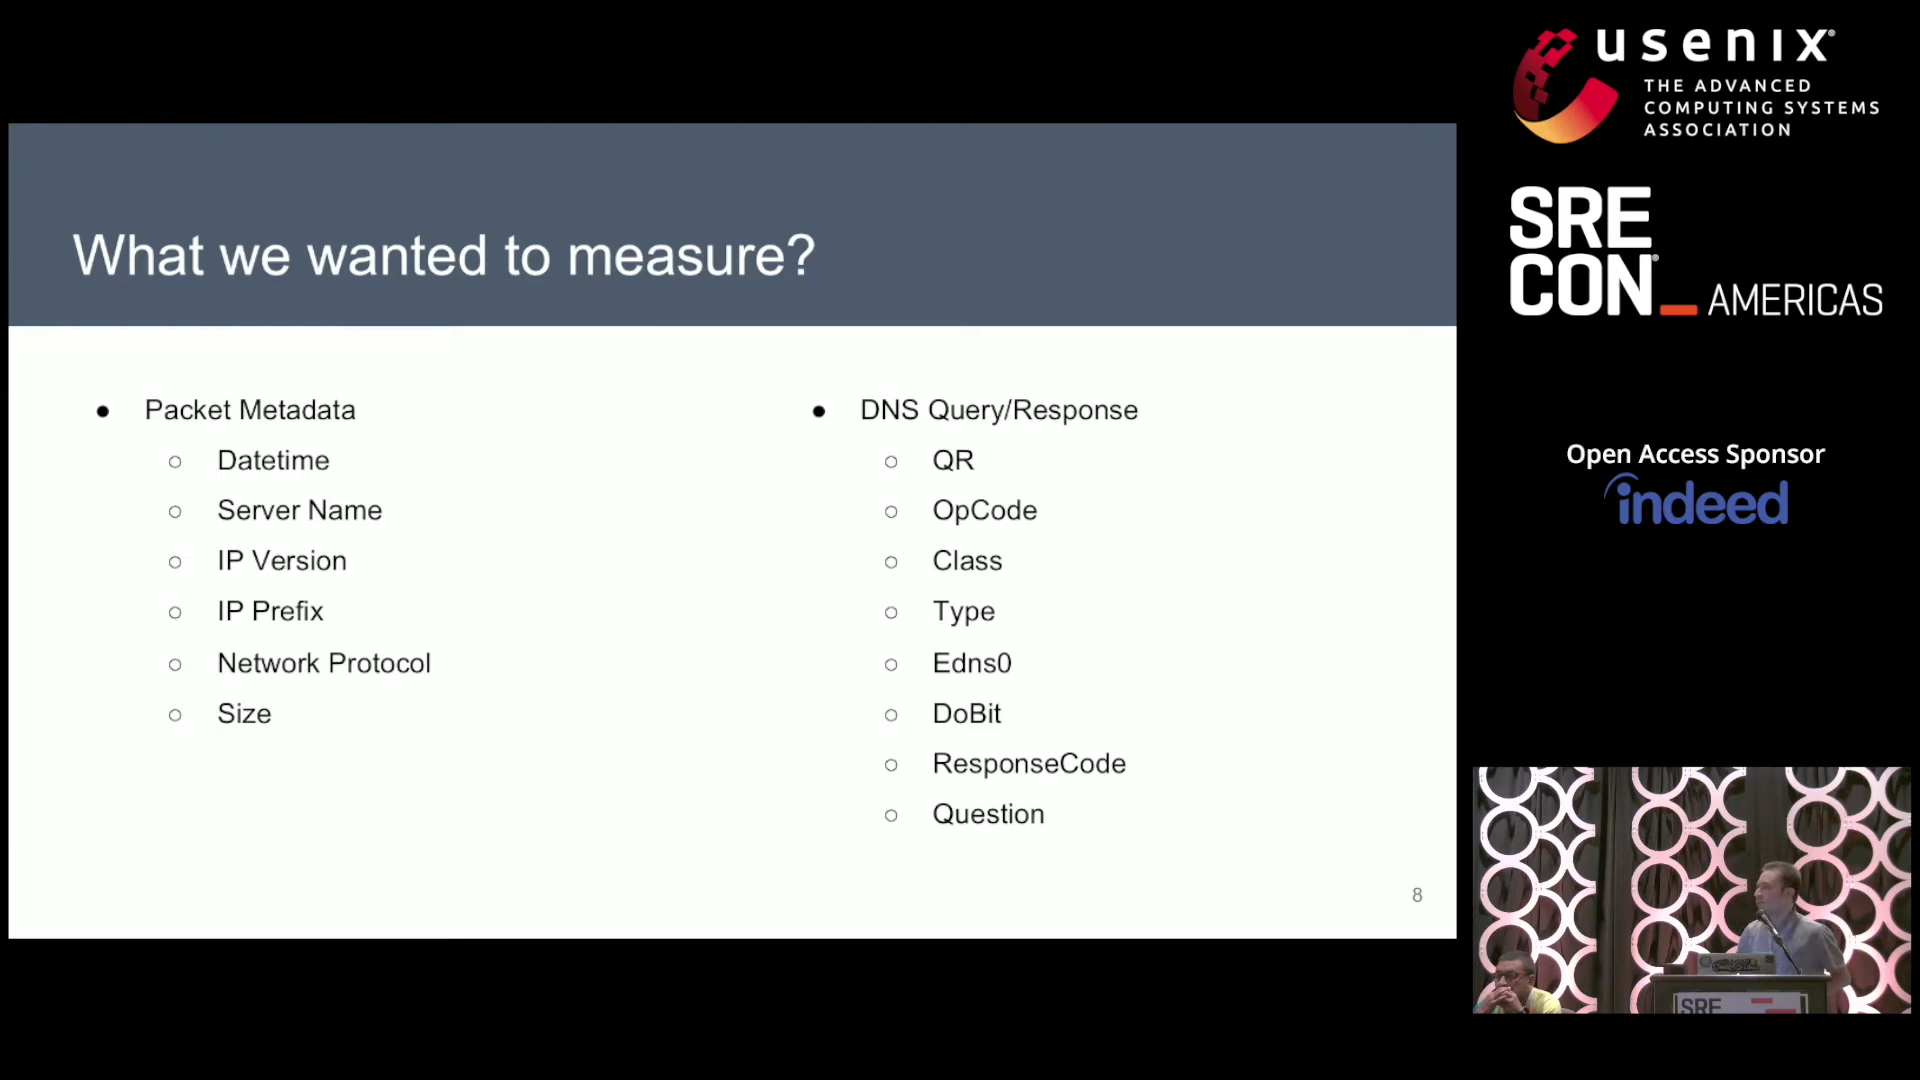 What we wanted to measure?
● Packet Metadata
○ Datetime
○ Server Name
○ IP Version
○ IP Prefix
○ Network Protocol
○ Size
● DNS Query/Response
○ QR
○ OpCode
○ Class
○ Type
○ Edns0
○ DoBit
○ ResponseCode
○ Question
8
usenix®
THE ADVANCED
COMPUTING SYSTEMS
ASSOCIATION
SRE
CON®_AMERICAS
Open Access Sponsor
indeed
SRE